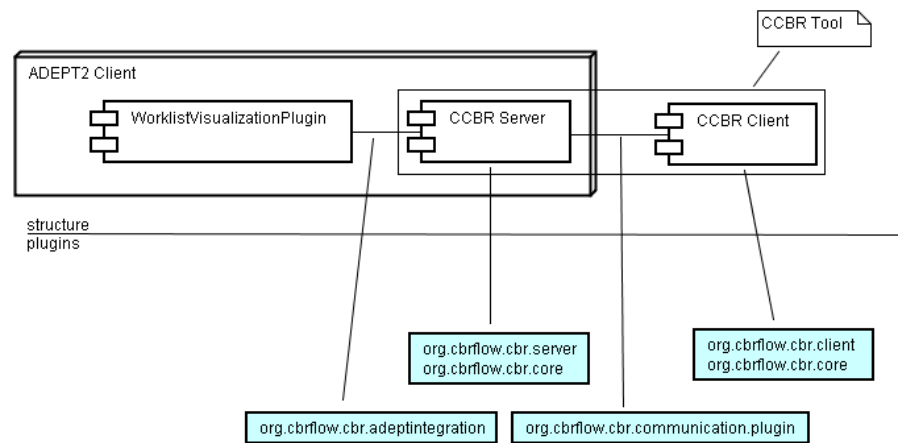 CCBR Tool
ADEPT2 Client
WorklistVisualizationPlugin
CCBR Server
CCBR Client
structure
plugins
org.cbrflow.cbr.server
org.cbrflow.cbr.core
org.cbrflow.cbr.client
org.cbrflow.cbr.core
org.cbrflow.cbr.adeptintegration
org.cbrflow.cbr.communication.plugin